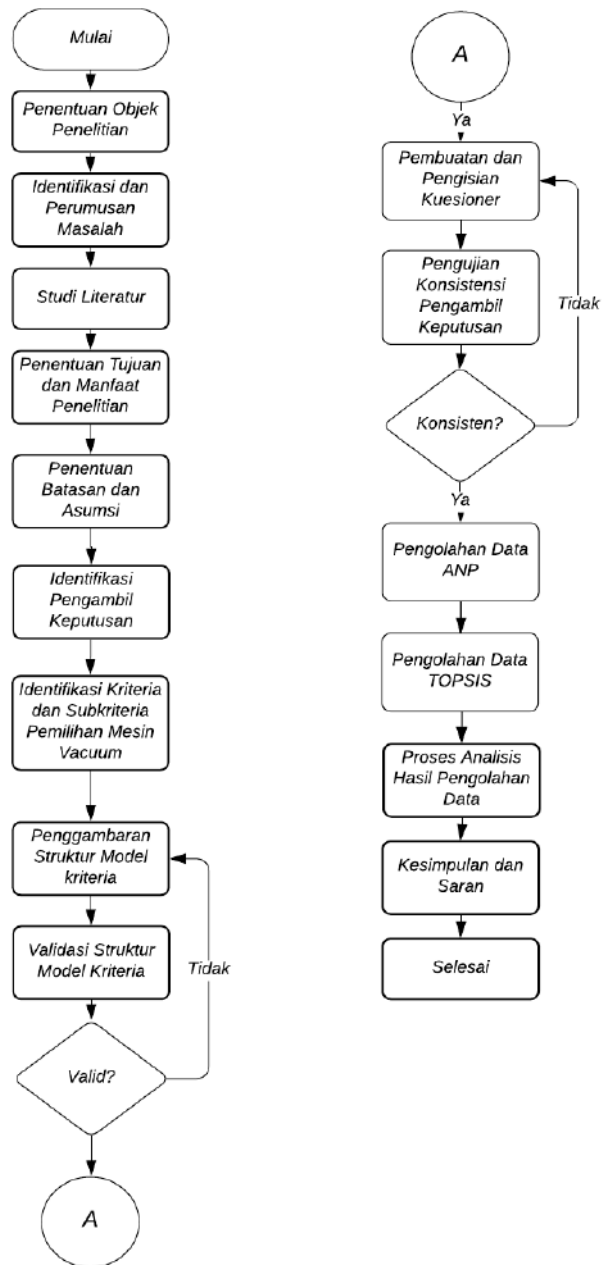 Mulai
Penentuan Objek
Penelitian
Identifikasi dan
Perumusan
Masalah
Studi Literatur
Penentuan Tujuan
dan Manfaat
Penelitian
Penentuan
Batasan dan
Asumsi
Identifikasi
Pengambil
Keputusan
Identifikasi Kriteria
dan Subkriteria
Pemilihan Mesin
Vacuum
Penggambaran
Struktur Model
kriteria
Validasi Struktur
Model Kriteria
Tidak
Valid?
A
A
Ya
Pembuatan dan
Pengisian
Kuesioner
Pengujian
Konsistensi
Pengambil
Keputusan
Tidak
Konsisten?
Ya
Pengolahan Data
ANP
Pengolahan Data
TOPSIS
Proses Analisis
Hasil Pengolahan
Data
Kesimpulan dan
Saran
Selesai